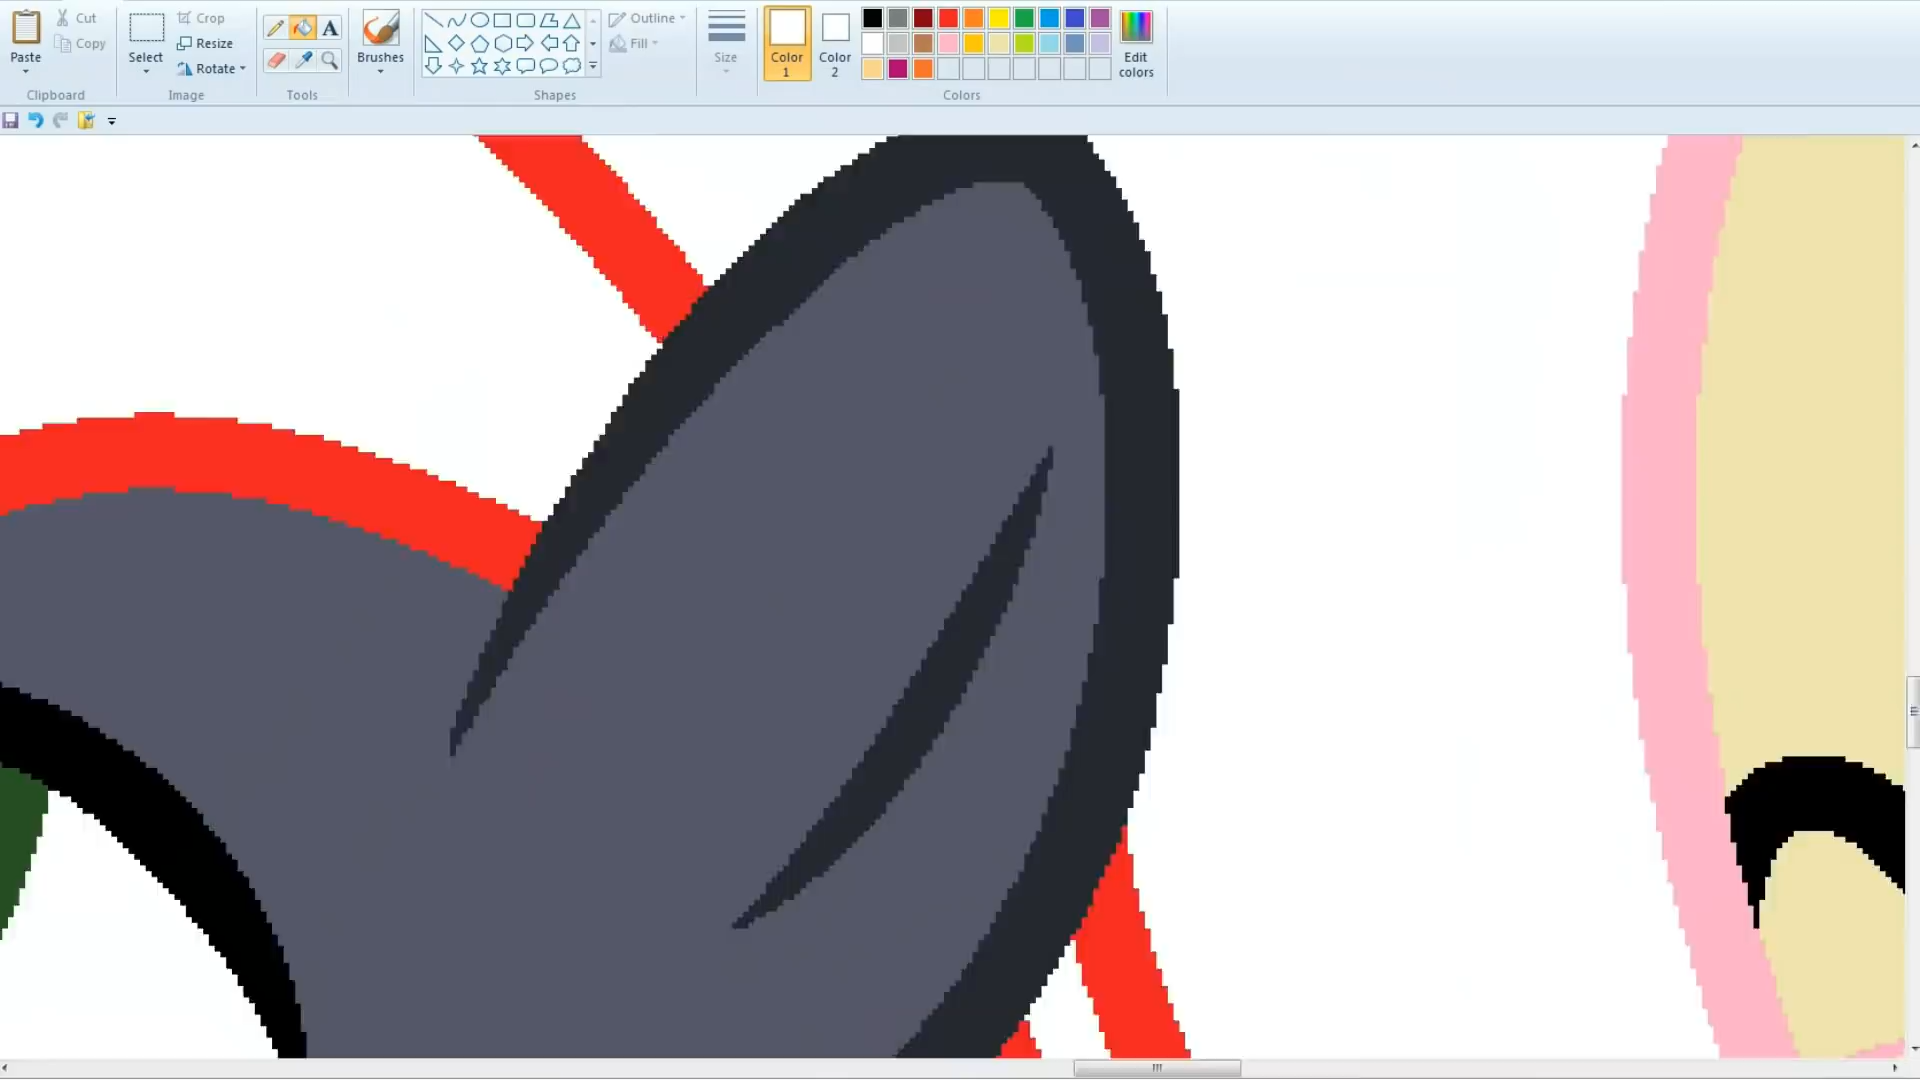 Paste
Cut
Copy
Clipboard
Select
Crop
Resize
Rotate
Image
A
Tools
Brushes
Shapes
Outline
Fill
Size
Color
1
Color
2
Colors
Edit
colors